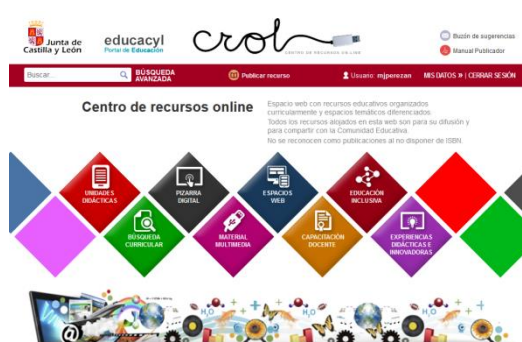 Junta de
Castilla y León
educacyl
Portal de Educación
crol
CENTRO DE RECURSOS ON-LINE
Buzón de sugerencias
Manual Publicador
Buscar...
BÚSQUEDA
AVANZADA
Publicar recurso
Usuario: mjperezan
MIS DATOS » | CERRAR SESIÓN
Centro de recursos online
Espacio web con recursos educativos organizados
curricularmente y espacios temáticos diferenciados.
Todos los recursos alojados en esta web son para su difusión y
para compartir con la Comunidad Educativa.
No se reconocen como publicaciones al no disponer de ISBN.
UNIDADES
DIDÁCTICAS
PIZARRA
DIGITAL
ESPACIOS
WEB
EDUCACIÓN
INCLUSIVA
BÚSQUEDA
CURRICULAR
MATERIAL
MULTIMEDIA
CAPACITACIÓN
DOCENTE
EXPERIENCIAS
DIDÁCTICAS E
INNOVADORAS
H₂O
H₂O
H₂O
@